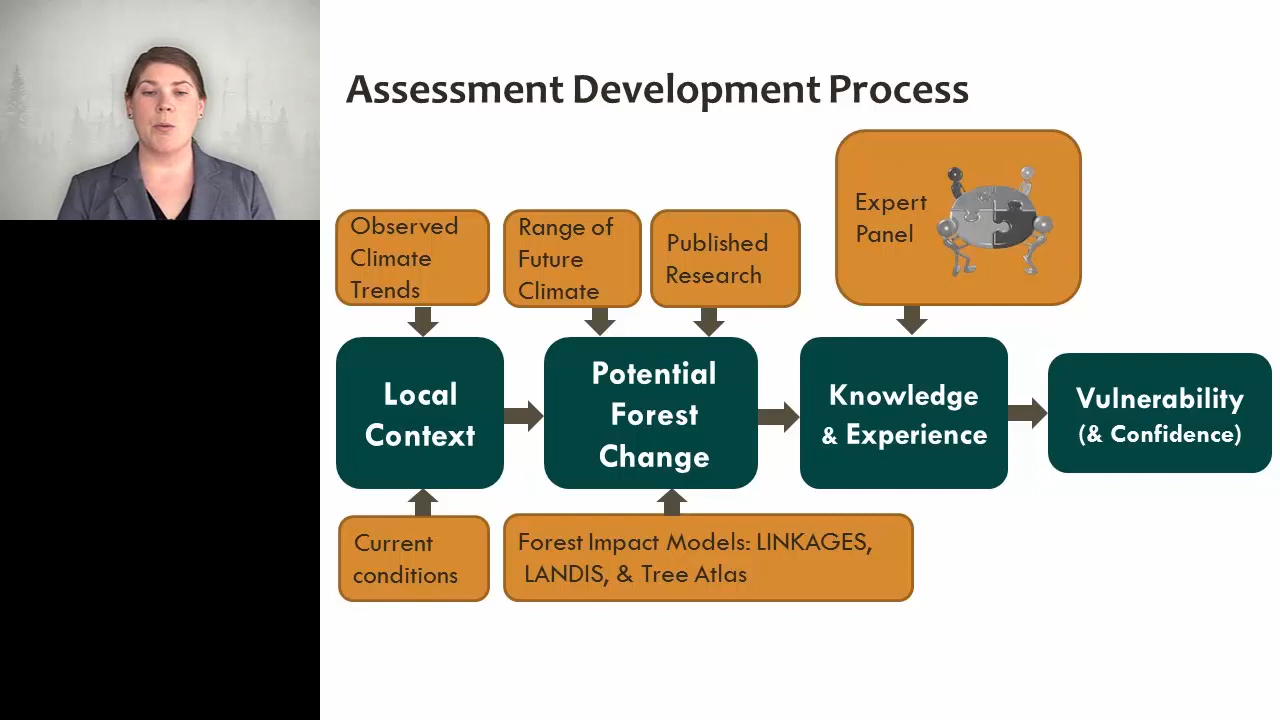 Assessment Development Process
Expert
Panel
Observed
Climate
Trends
Range of
Future
Climate
Published
Research
Local
Context
Potential
Forest
Change
Knowledge
& Experience
Vulnerability
(& Confidence)
Current
conditions
Forest Impact Models: LINKAGES,
LANDIS, & Tree Atlas